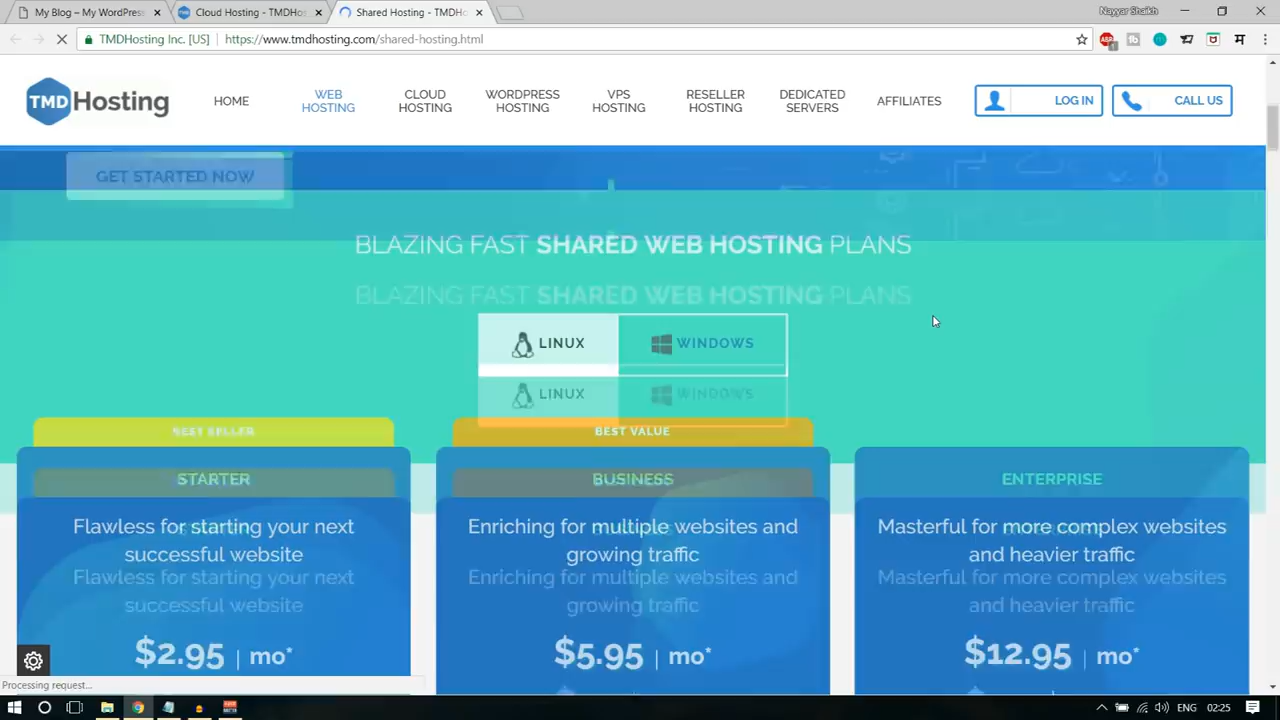 My Blog – My WordPress
Cloud Hosting - TMDHos
Shared Hosting - TMDH
Nayyar Shaikh
TMDHosting Inc. [US]
https://www.tmdhosting.com/shared-hosting.html
ABP
1
TMDHosting
HOME
WEB
HOSTING
CLOUD
HOSTING
WORDPRESS
HOSTING
VPS
HOSTING
RESELLER
HOSTING
DEDICATED
SERVERS
AFFILIATES
LOG IN
CALL US
GET STARTED NOW
BLAZING FAST SHARED WEB HOSTING PLANS
BLAZING FAST SHARED WEB HOSTING PLANS
LINUX
WINDOWS
LINUX
WINDOWS
BEST SELLER
STARTER
Flawless for starting your next
successful website
Flawless for starting your next
successful website
$2.95 | mo*
BEST VALUE
BUSINESS
Enriching for multiple websites and
growing traffic
Enriching for multiple websites and
growing traffic
$5.95 | mo*
ENTERPRISE
Masterful for more complex websites
and heavier traffic
Masterful for more complex websites
and heavier traffic
$12.95 | mo*
Processing request...
ENG
02:25